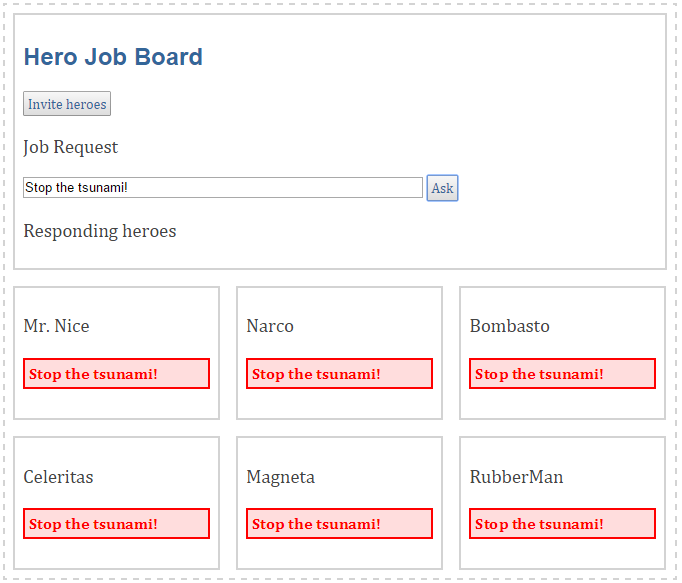 Hero Job Board
Invite heroes
Job Request
Stop the tsunami! Ask
Responding heroes
Mr. Nice Narco Bombasto
Stop the tsunami! Stop the tsunami! Stop the tsunami!
Celeritas Magneta RubberMan
Stop the tsunami! Stop the tsunami! Stop the tsunami!